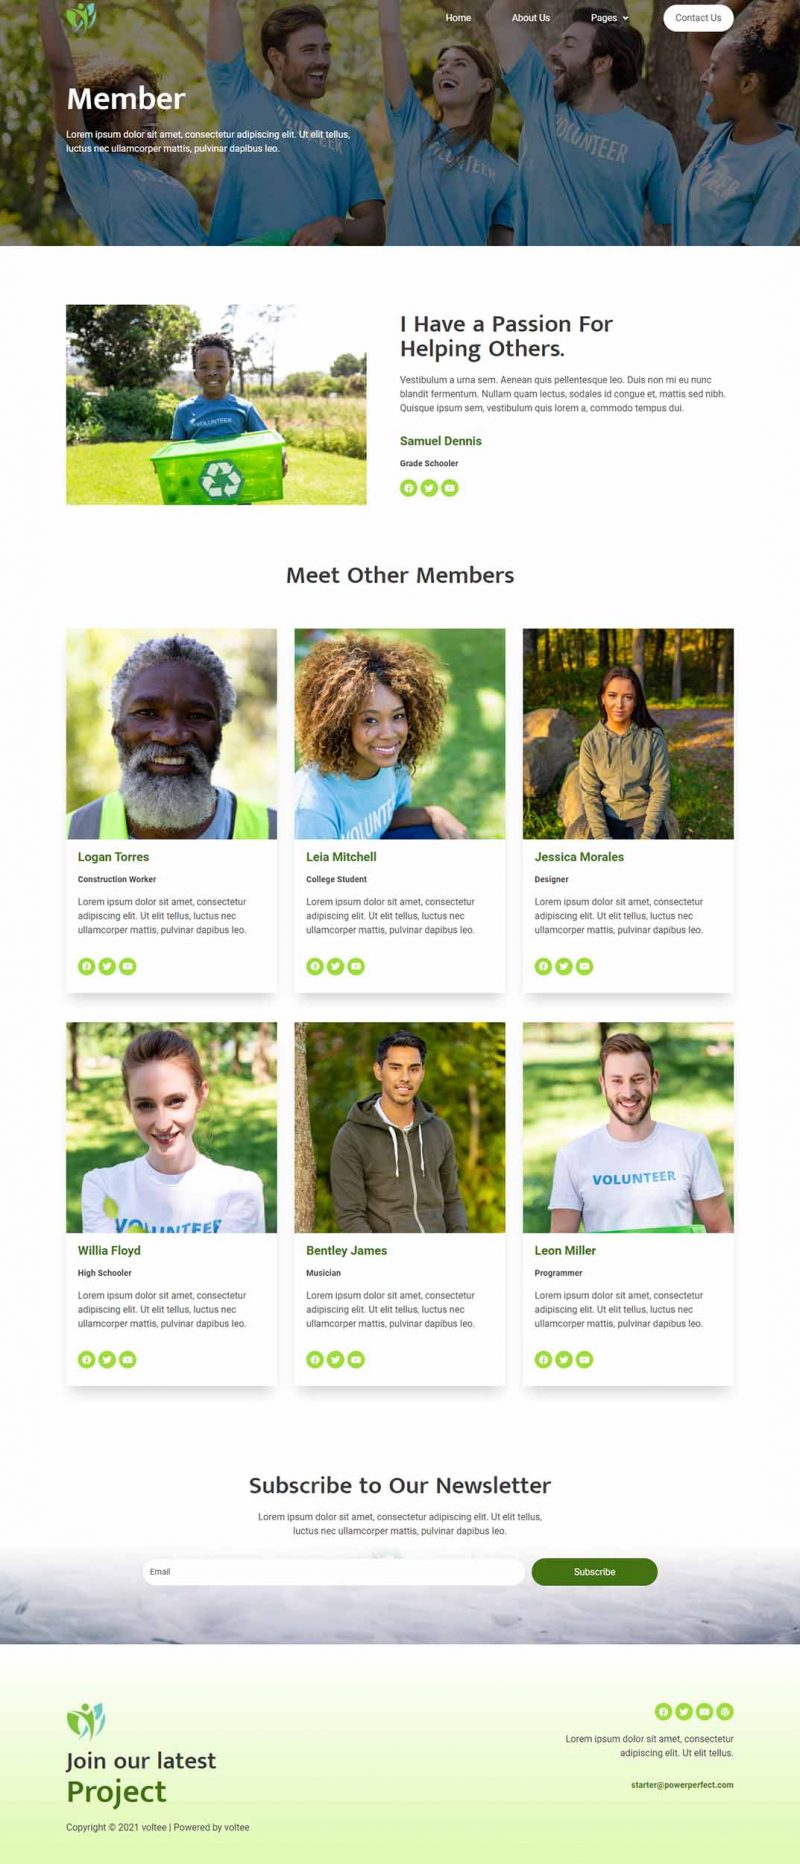 Home
About Us
Pages
Contact Us
Member
Lorem ipsum dolor sit amet, consectetur adipiscing elit. Ut elit tellus,
luctus nec ullamcorper mattis, pulvinar dapibus leo.
VOLUNTEER
VOLUNTEER
VOLUNTEER
I Have a Passion For
Helping Others.
Vestibulum a urna sem. Aenean quis pellentesque leo. Duis non mi eu nunc
blandit fermentum. Nullam quam lectus, sodales id congue et, mattis sed nibh.
Quisque ipsum sem, vestibulum quis lorem a, commodo tempus dui.
VOLUNTEER
Samuel Dennis
Grade Schooler
Meet Other Members
VOLUNTE
Logan Torres
Construction Worker
Lorem ipsum dolor sit amet, consectetur
adipiscing elit. Ut elit tellus, luctus nec
ullamcorper mattis, pulvinar dapibus leo.
Leia Mitchell
College Student
Lorem ipsum dolor sit amet, consectetur
adipiscing elit. Ut elit tellus, luctus nec
ullamcorper mattis, pulvinar dapibus leo.
Jessica Morales
Designer
Lorem ipsum dolor sit amet, consectetur
adipiscing elit. Ut elit tellus, luctus nec
ullamcorper mattis, pulvinar dapibus leo.
VOLUNTEER
VOLUNTEER
Willia Floyd
High Schooler
Lorem ipsum dolor sit amet, consectetur
adipiscing elit. Ut elit tellus, luctus nec
ullamcorper mattis, pulvinar dapibus leo.
Bentley James
Musician
Lorem ipsum dolor sit amet, consectetur
adipiscing elit. Ut elit tellus, luctus nec
ullamcorper mattis, pulvinar dapibus leo.
Leon Miller
Programmer
Lorem ipsum dolor sit amet, consectetur
adipiscing elit. Ut elit tellus, luctus nec
ullamcorper mattis, pulvinar dapibus leo.
Subscribe to Our Newsletter
Lorem ipsum dolor sit amet, consectetur adipiscing elit. Ut elit tellus,
luctus nec ullamcorper mattis, pulvinar dapibus leo.
Email
Subscribe
Join our latest
Project
Copyright © 2021 voltee | Powered by voltee
Lorem ipsum dolor sit amet, consectetur
adipiscing elit. Ut elit tellus.
starter@powerperfect.com